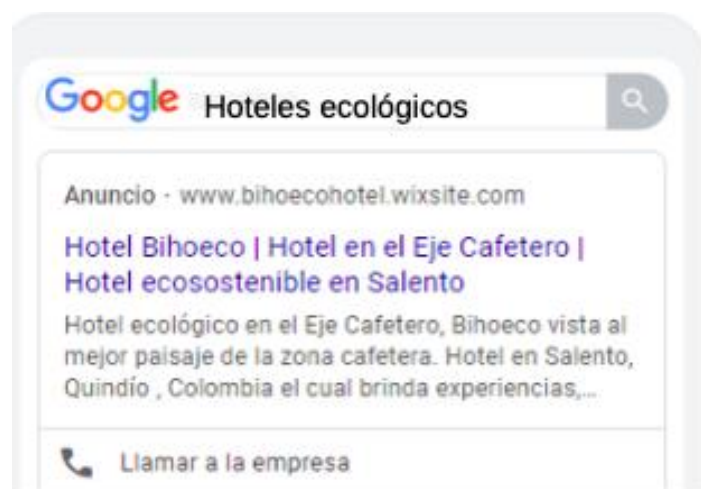 Google Hoteles ecológicos
Anuncio - www.bihoecohotel.wixsite.com
Hotel Bihoeco | Hotel en el Eje Cafetero |
Hotel ecosostenible en Salento
Hotel ecológico en el Eje Cafetero, Bihoeco vista al
mejor paisaje de la zona cafetera. Hotel en Salento,
Quindío , Colombia el cual brinda experiencias,...
Llamar a la empresa